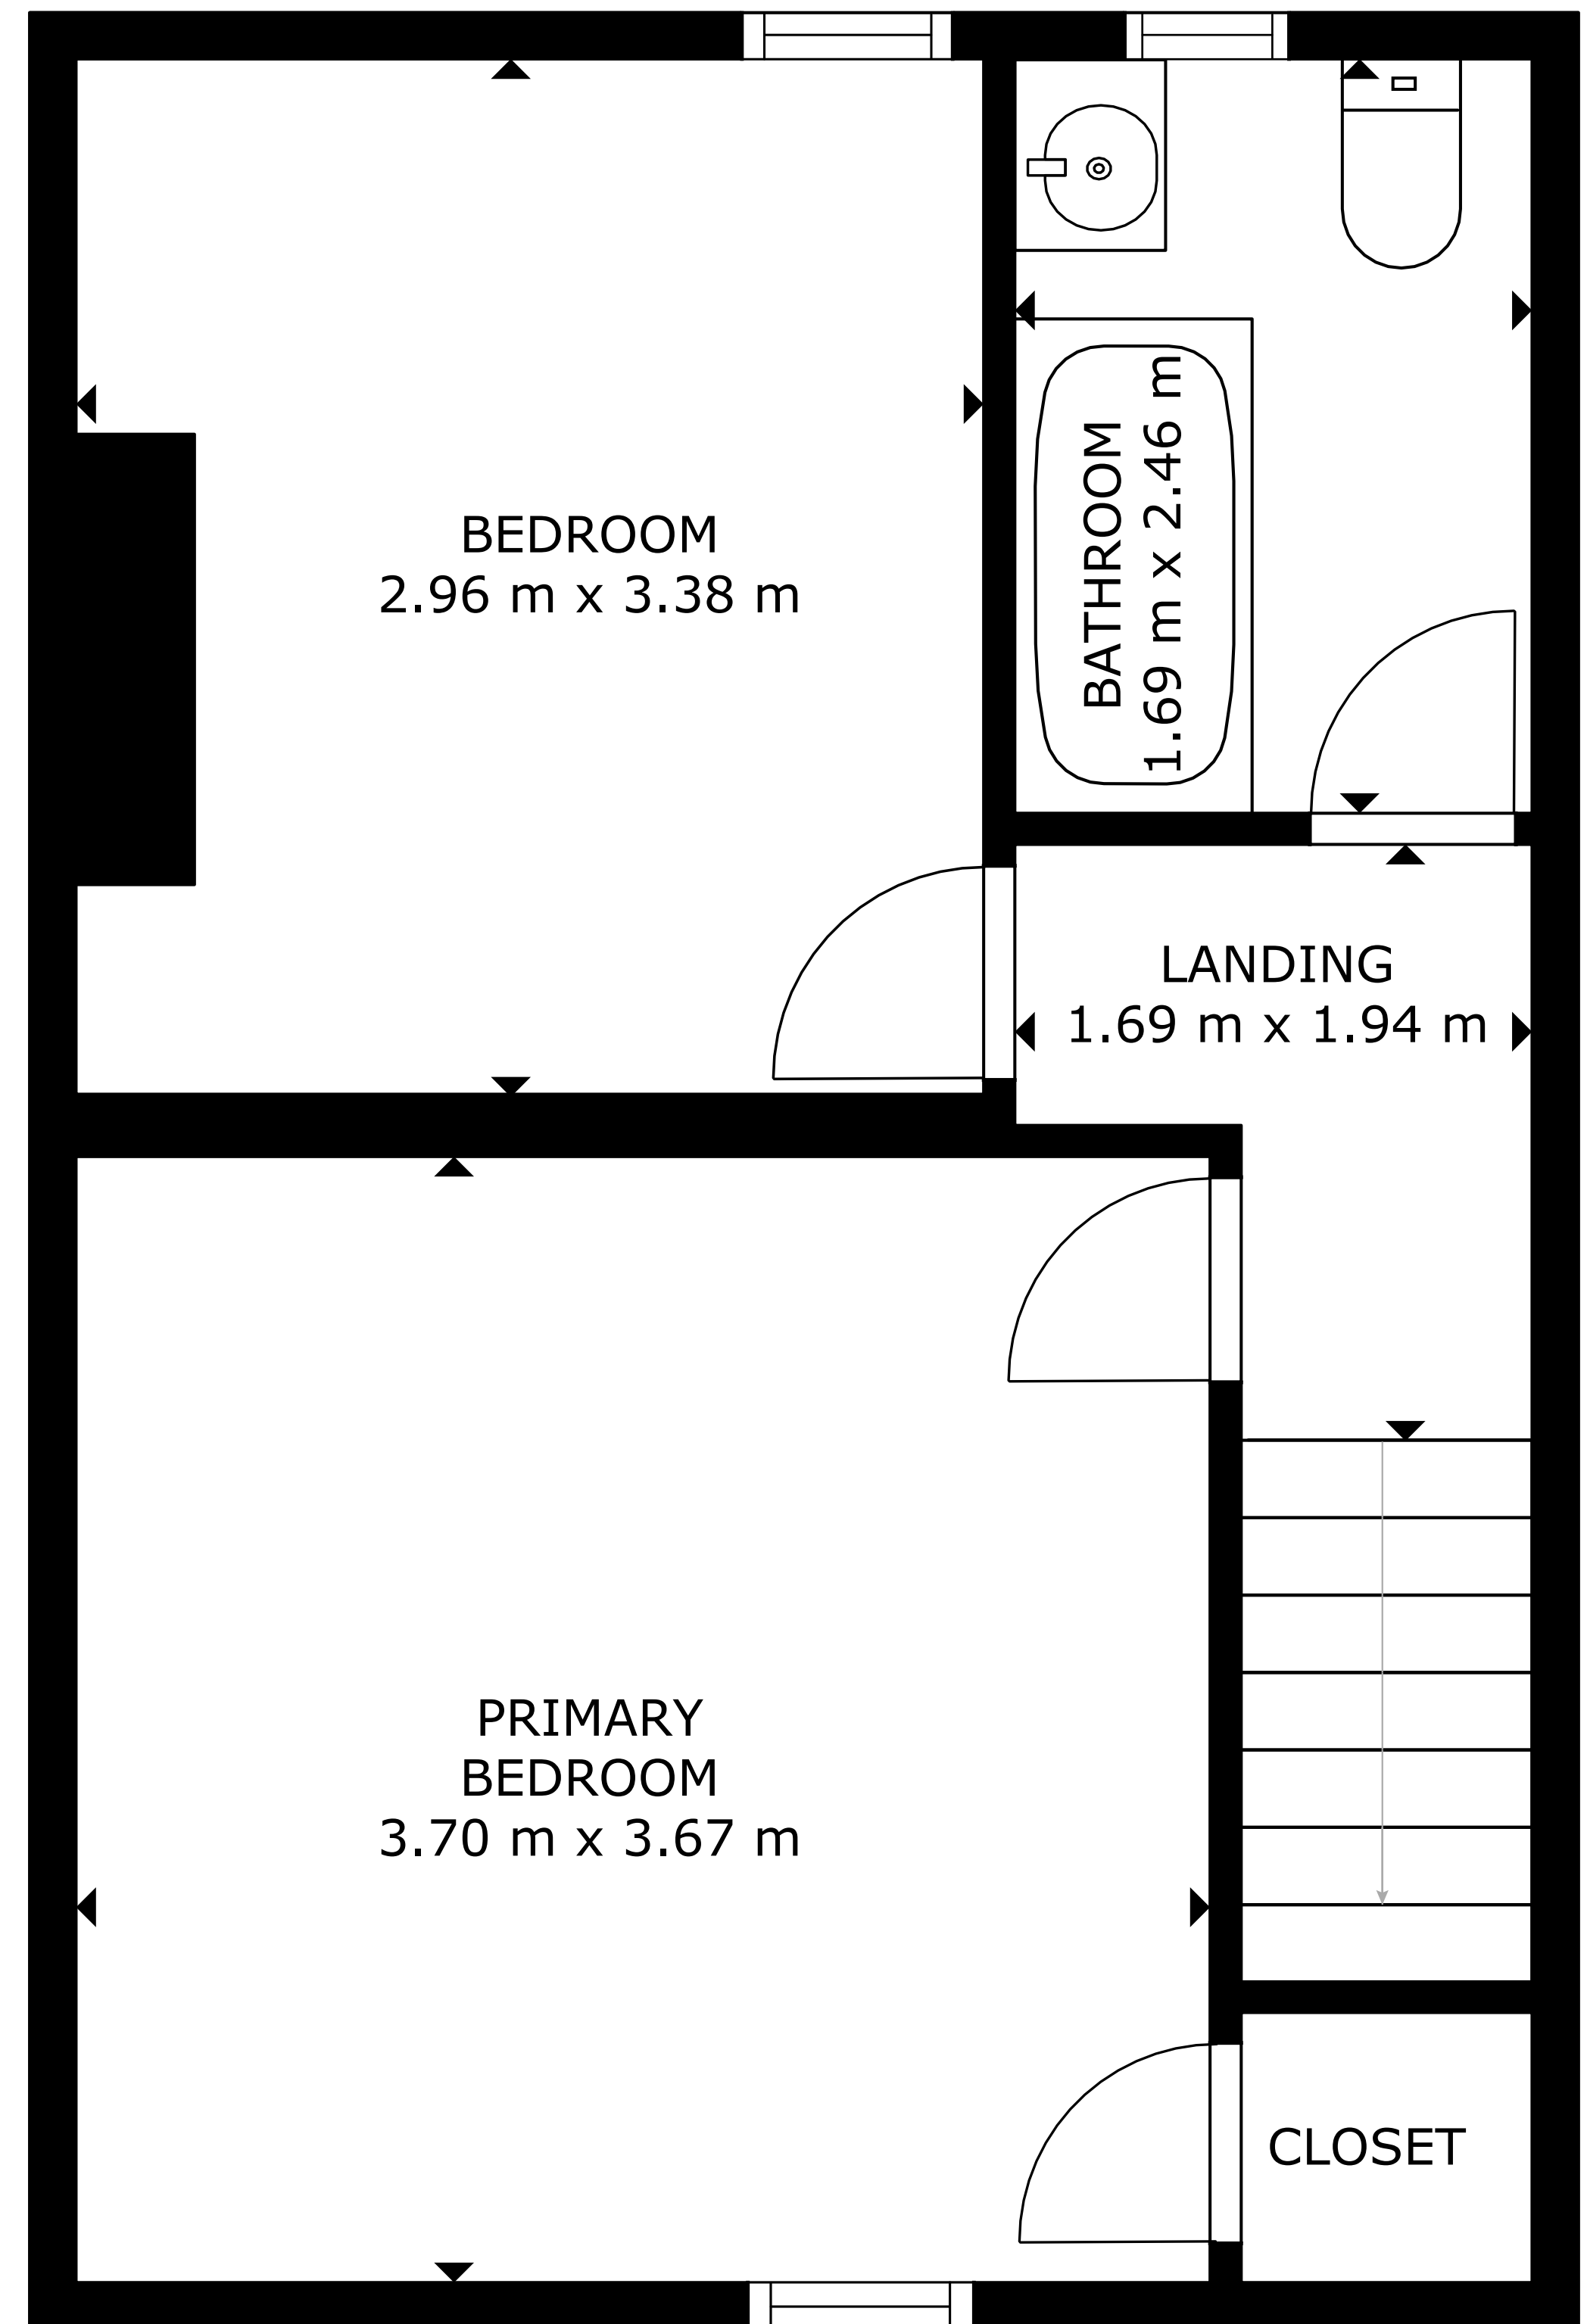 BEDROOM
2.96 m x 3.38 m
BATHROOM
1.69 m x 2.46 m
LANDING
1.69 m x 1.94 m
PRIMARY
BEDROOM
3.70 m x 3.67 m
CLOSET